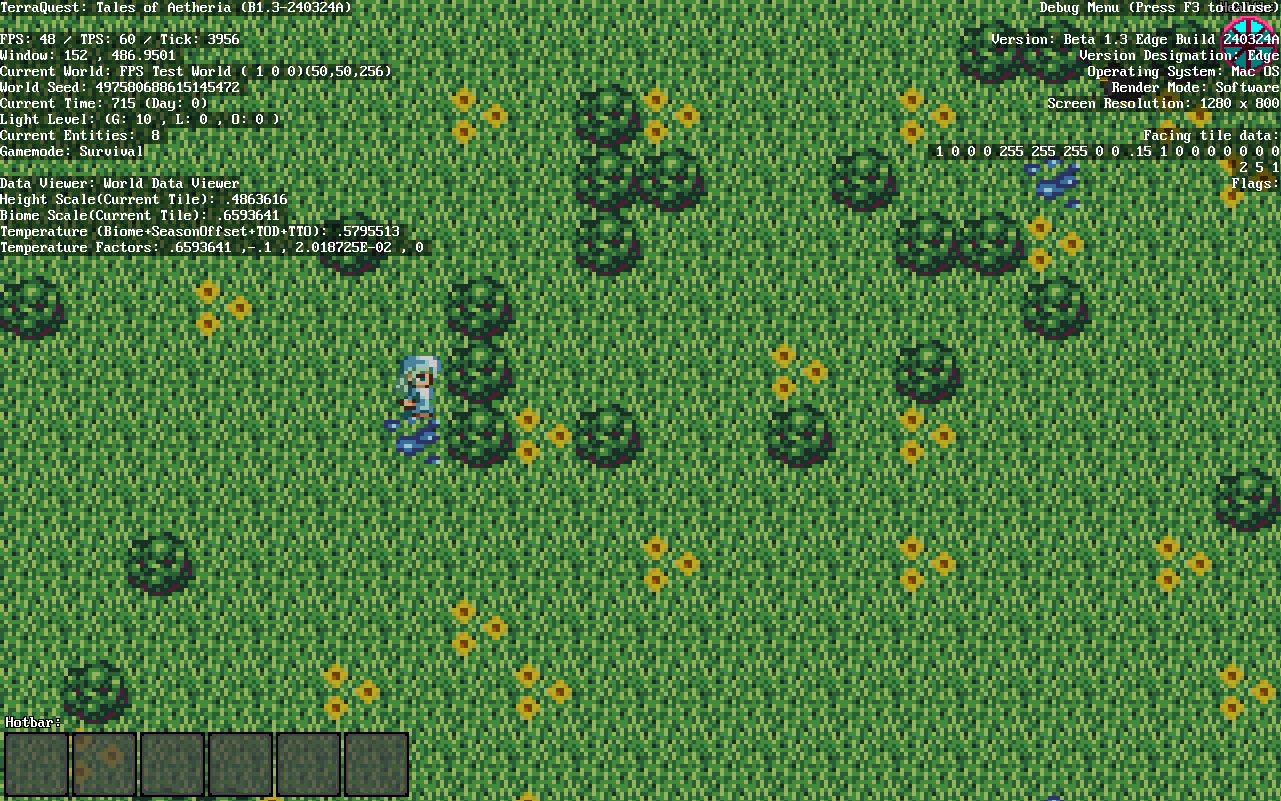 TerraQuest: Tales of Aetheria (B1.3-240324A)
Debug Menu (Press F3 to Close)
FPS: 48 / TPS: 60 / Tick: 3956
Window: 152 , 486.9501
Current World: FPS Test World ( 1 0 0)(50,50,256)
World Seed: 497580688615145472
Current Time: 715 (Day: 0)
Light Level: (G: 10 , L: 0 , O: 0 )
Current Entities:  8
Gamemode: Survival
Version: Beta 1.3 Edge Build 240324A
Version Designation: Edge
Operating System: Mac OS
Render Mode: Software
Screen Resolution: 1280 x 800
Facing tile data:
1 0 0 0 255 255 255 0 0 .15 1 0 0 0 0 0 0 0
2 5 1
Flags:
Data Viewer: World Data Viewer
Height Scale(Current Tile): .4863616
Biome Scale(Current Tile): .6593641
Temperature (Biome+SeasonOffset+TOD+TTO): .5795513
Temperature Factors: .6593641 ,-.1 , 2.018725E-02 , 0
Hotbar: